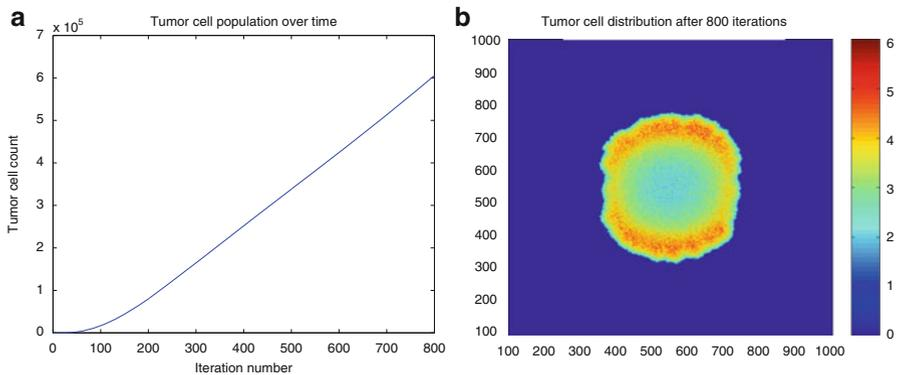 a
Tumor cell population over time
x 10⁵
7
6
5
4
3
2
1
0
Tumor cell count
0 100 200 300 400 500 600 700 800
Iteration number
b
Tumor cell distribution after 800 iterations
1000
900
800
700
600
500
400
300
200
100
100 200 300 400 500 600 700 800 900 1000
6
5
4
3
2
1
0